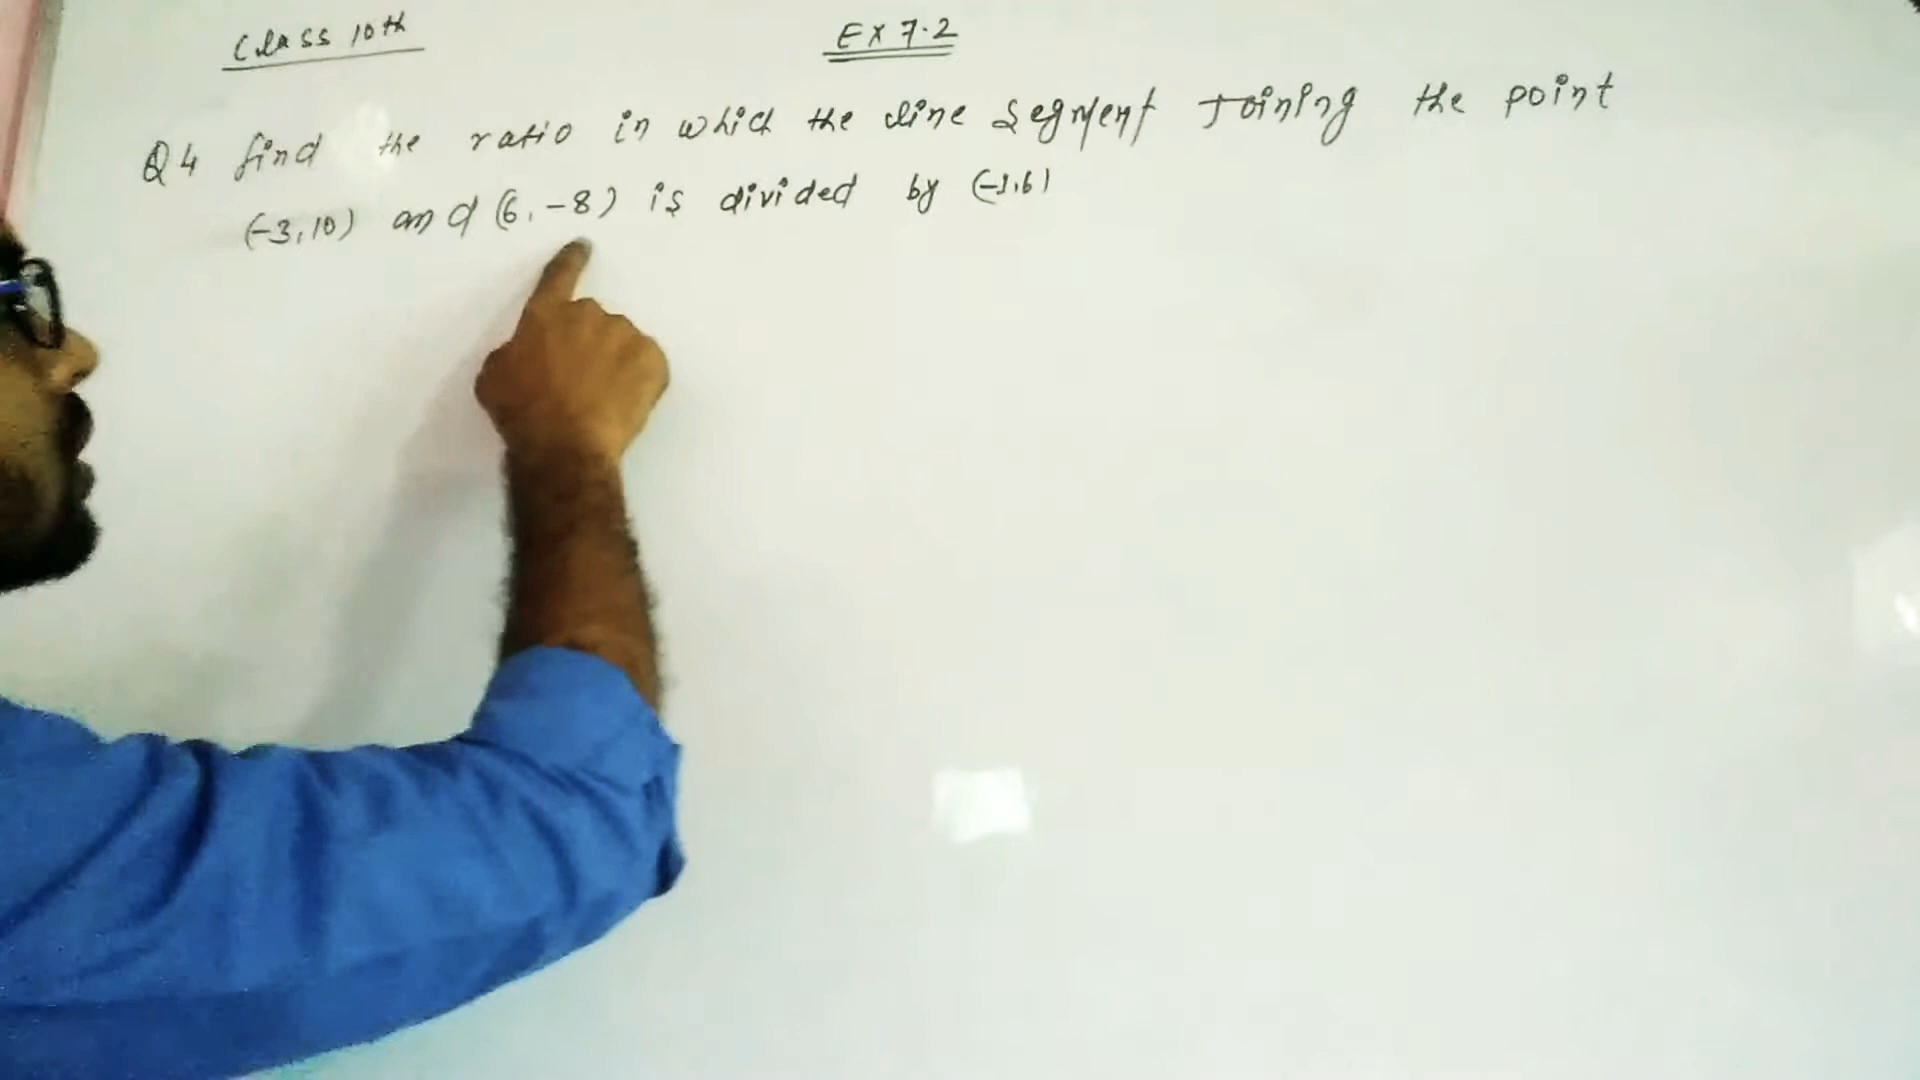 Class 10th
EX 7.2
Q4 find the ratio in which the line segment Joining the point
(-3,10) and (6,-8) is divided by (-1,6)